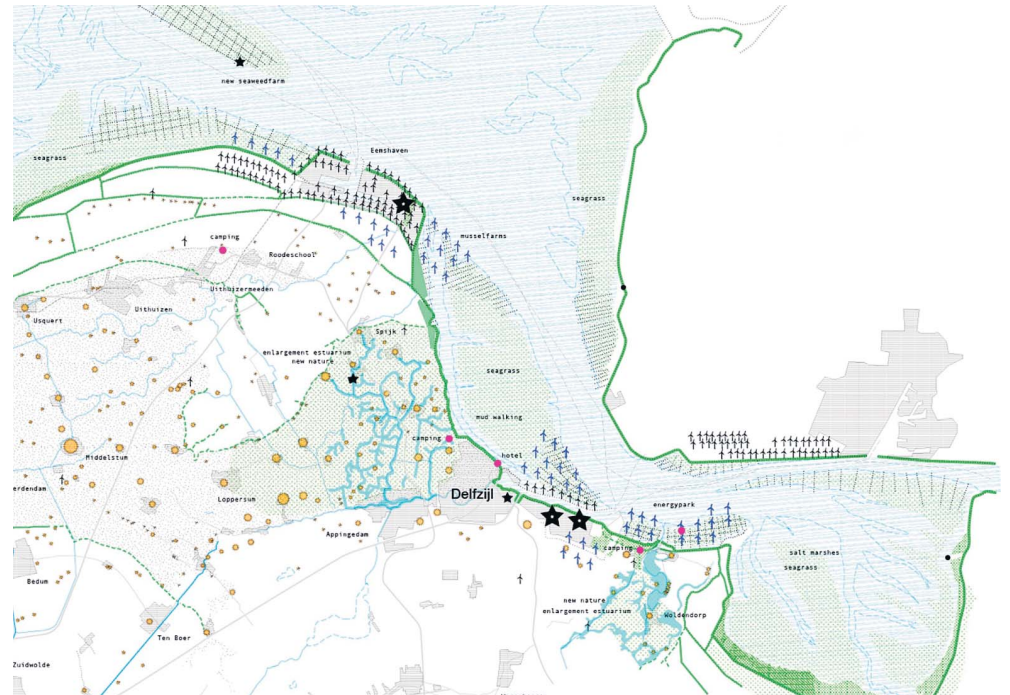 new seaweedfarm
Eemshaven
seagrass
seagrass
camping
musselfarms
Roodeschool
Uithuizermeeden
Uithuizen
Usquert
Spijk
enlargement estuarium
new nature
seagrass
mud walking
camping
hotel
Middelstum
erdendam
Loppersum
Delfzijl
energypark
Appingedam
camping
salt marshes
seagrass
Bedum
new nature
enlargement estuarium
Woldendorp
Ten Boer
Zuidwolde